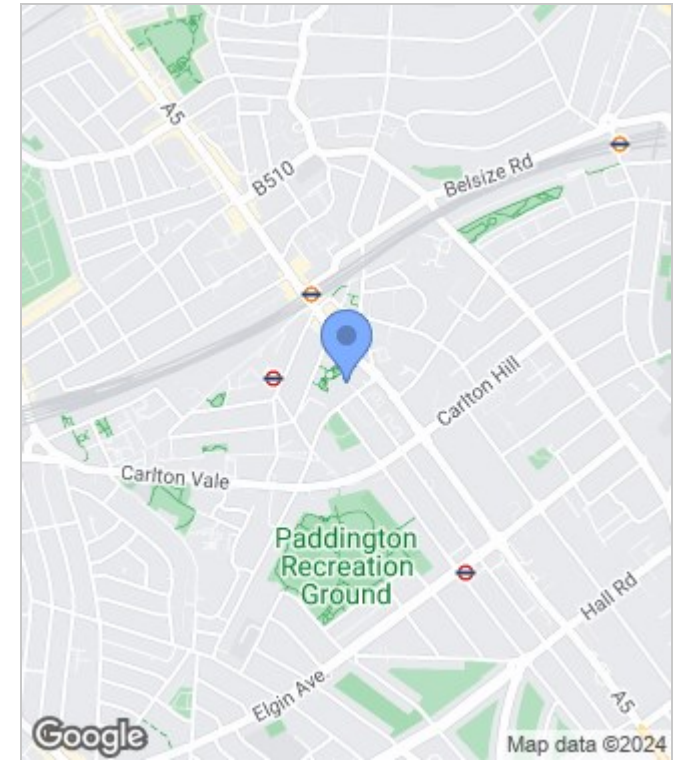 A5
B510
Belsize Rd
Carlton Hill
Carlton Vale
Paddington
Recreation
Ground
Hall Rd
Elgin Ave.
A5
Google
Map data ©2024